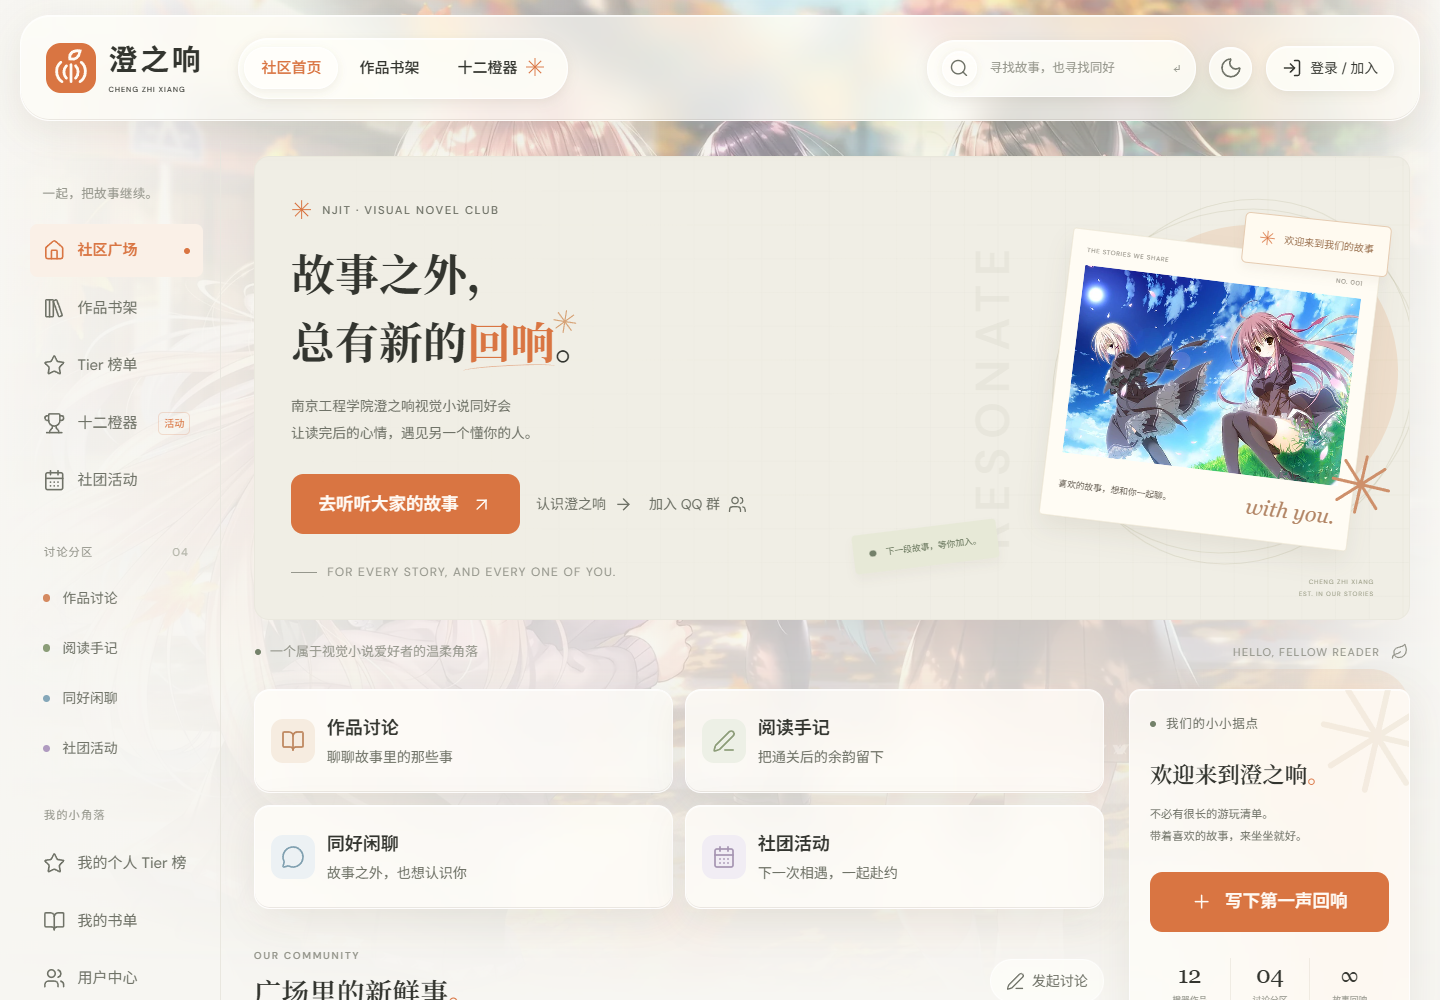 澄之响
CHENG ZHI XIANG
社区首页
作品书架
十二橙器
寻找故事，也寻找同好
登录 / 加入
一起，把故事继续。
社区广场
作品书架
Tier 榜单
十二橙器
活动
社团活动
讨论分区
04
作品讨论
阅读手记
同好闲聊
社团活动
我的小角落
我的个人 Tier 榜
我的书单
用户中心
NJIT · VISUAL NOVEL CLUB
故事之外，
总有新的回响。
南京工程学院澄之响视觉小说同好会
让读完后的心情，遇见另一个懂你的人。
去听听大家的故事
认识澄之响
加入 QQ 群
FOR EVERY STORY, AND EVERY ONE OF YOU.
RESONATE
下一段故事，等你加入。
THE STORIES WE SHARE
欢迎来到我们的故事
NO. 001
喜欢的故事，想和你一起聊。
with you.
CHENG ZHI XIANG
EST. IN OUR STORIES
一个属于视觉小说爱好者的温柔角落
HELLO, FELLOW READER
作品讨论
聊聊故事里的那些事
阅读手记
把通关后的余韵留下
同好闲聊
故事之外，也想认识你
社团活动
下一次相遇，一起赴约
OUR COMMUNITY
广场里的新鲜事。
发起讨论
我们的小小据点
欢迎来到澄之响。
不必有很长的游玩清单。
带着喜欢的故事，来坐坐就好。
写下第一声回响
12
04
∞